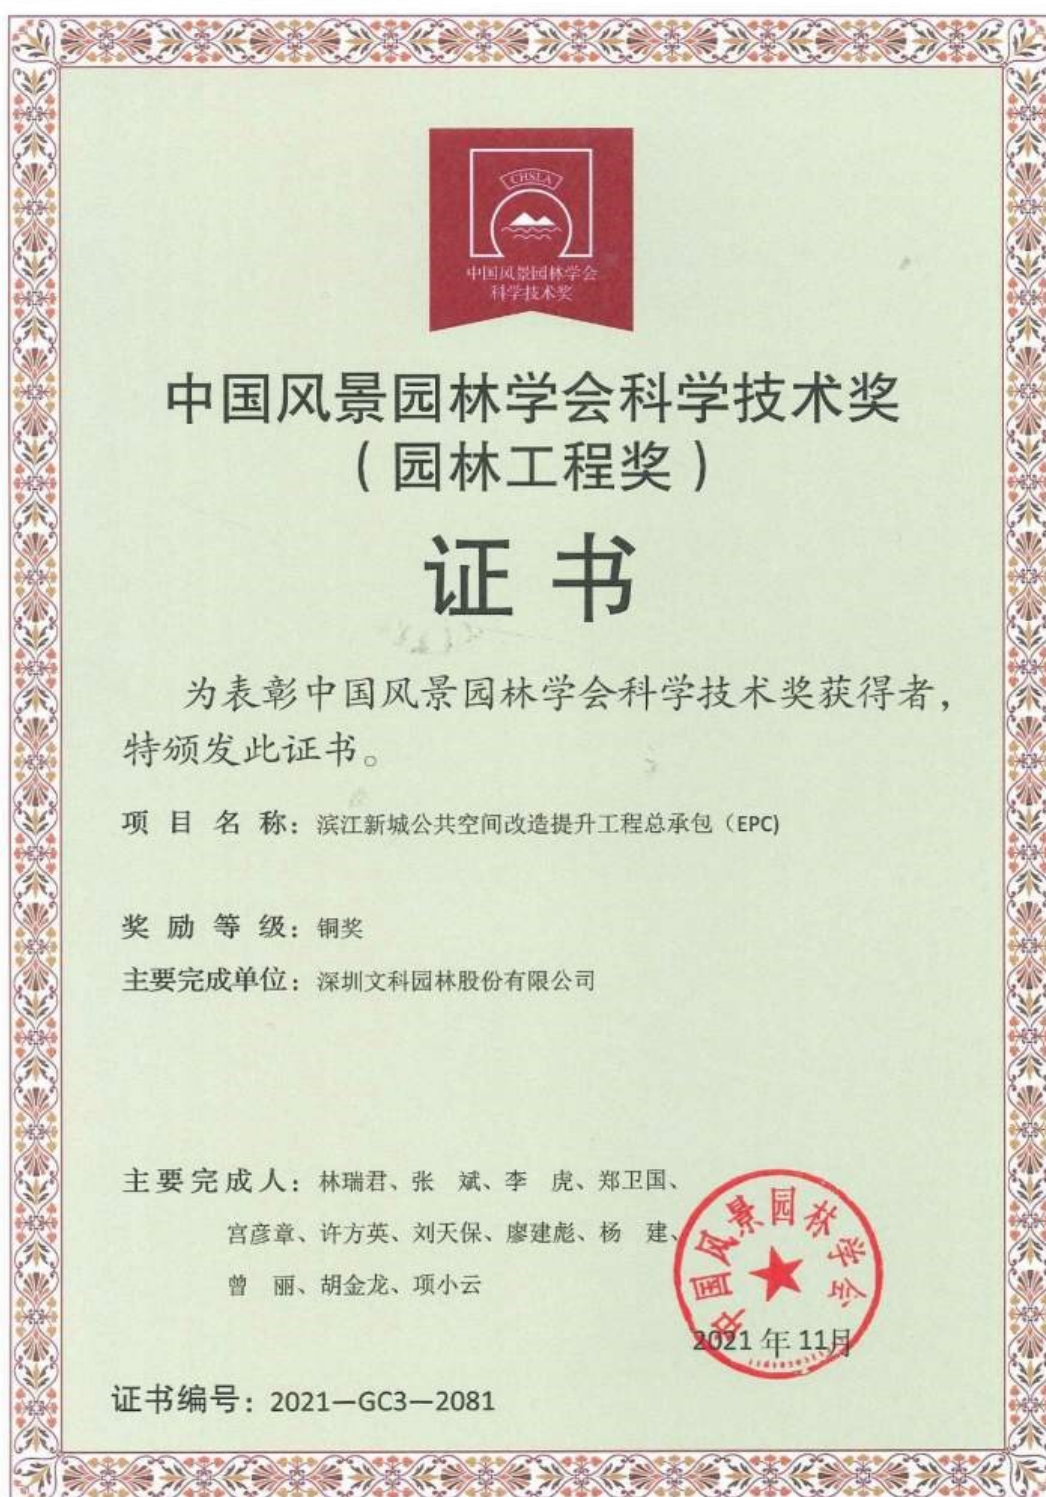 CHSLA
中国风景园林学会
科学技术奖
中国风景园林学会科学技术奖
（园林工程奖）
证书
为表彰中国风景园林学会科学技术奖获得者，
特颁发此证书。
项目名称：滨江新城公共空间改造提升工程总承包（EPC)
奖励等级：铜奖
主要完成单位：深圳文科园林股份有限公司
主要完成人：林瑞君、张 斌、李 虎、郑卫国、
宫彦章、许方英、刘天保、廖建彪、杨 建、
曾 丽、胡金龙、项小云
中国风景园林学会
2021 年 11月
证书编号：2021—GC3—2081